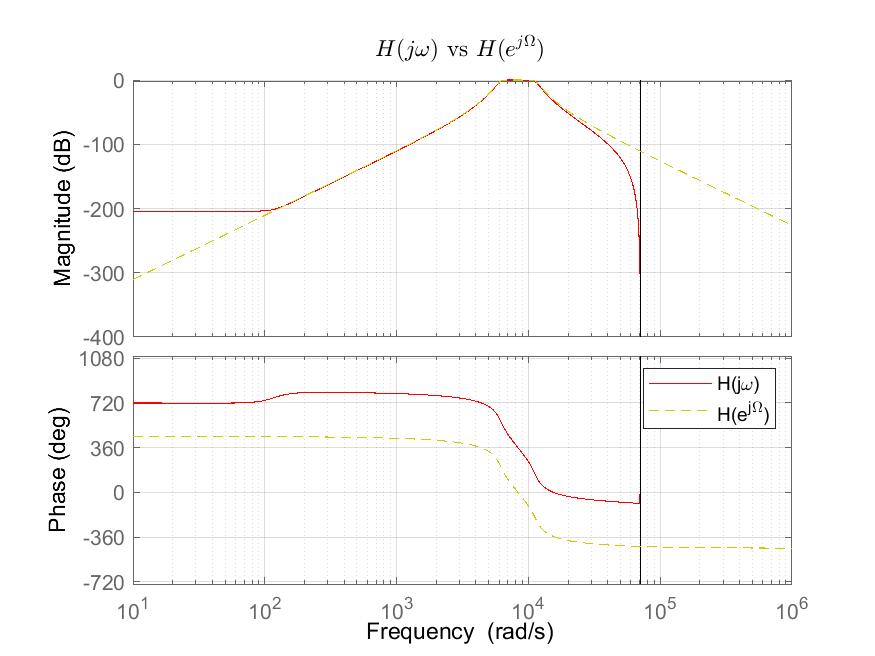 H(jω) vs H(e^{jΩ})
0
-100
-200
-300
-400
Magnitude (dB)
1080
720
360
0
-360
-720
Phase (deg)
H(jω)
H(e^{jΩ})
10^1 10^2 10^3 10^4 10^5 10^6
Frequency (rad/s)